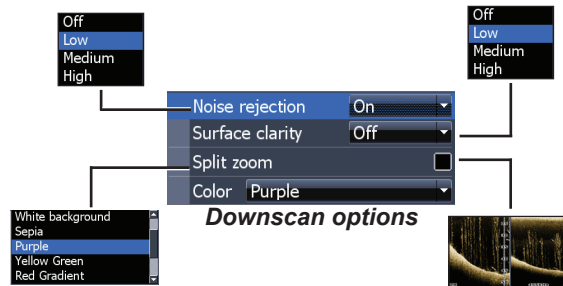 Off
Low
Medium
High
Off
Low
Medium
High
Noise rejection On
Surface clarity Off
Split zoom
Color Purple
Downscan options
White background
Sepia
Purple
Yellow Green
Red Gradient